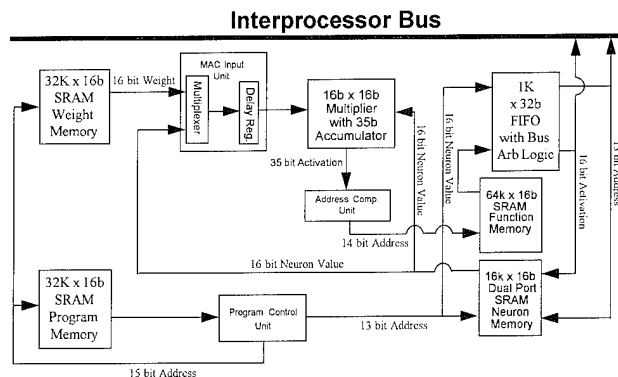 Interprocessor Bus
32K x 16b
SRAM
Weight
Memory
16 bit Weight
MAC Input
Unit
Multiplexer
Delay Reg.
16b x 16b
Multiplier
with 35b
Accumulator
35 bit Activation
Address Comp.
Unit
14 bit Address
16 bit Neuron Value
16 bit Neuron Value
1K
x 32b
FIFO
with Bus
Arb Logic
64k x 16b
SRAM
Function
Memory
16 bit Activation
16 bit Neuron Value
32K x 16b
SRAM
Program
Memory
Program Control
Unit
13 bit Address
16k x 16b
Dual Port
SRAM
Neuron
Memory
15 bit Address